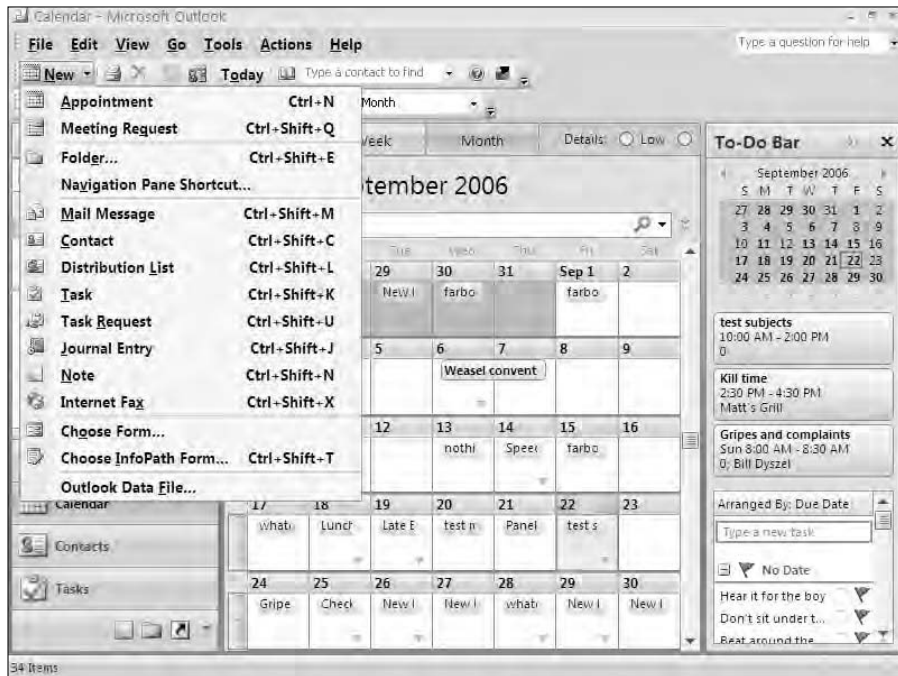 Calendar - Microsoft Outlook
File Edit View Go Tools Actions Help
Type a question for help
New Today Type a contact to find
Month
Appointment Ctrl+N
Meeting Request Ctrl+Shift+Q
Folder... Ctrl+Shift+E
Navigation Pane Shortcut...
Mail Message Ctrl+Shift+M
Contact Ctrl+Shift+C
Distribution List Ctrl+Shift+L
Task Ctrl+Shift+K
Task Request Ctrl+Shift+U
Journal Entry Ctrl+Shift+J
Note Ctrl+Shift+N
Internet Fax Ctrl+Shift+X
Choose Form...
Choose InfoPath Form... Ctrl+Shift+T
Outlook Data File...
Calendar
Contacts
Tasks
Week Month Details: Low
tember 2006
Tue Wed Thu Fri Sat
29 30 31 Sep 1 2
New I farbo farbo
5 6 7 8 9
Weasel convent
12 13 14 15 16
nothi Speec farbo
17 18 19 20 21 22 23
what Lunch Late E test n Panel test s
24 25 26 27 28 29 30
Gripe Check New I New I what New I New I
To-Do Bar
September 2006
S M T W T F S
27 28 29 30 31 1 2
3 4 5 6 7 8 9
10 11 12 13 14 15 16
17 18 19 20 21 22 23
24 25 26 27 28 29 30
test subjects
10:00 AM - 2:00 PM
0
Kill time
2:30 PM - 4:30 PM
Matt's Grill
Gripes and complaints
Sun 8:00 AM - 8:30 AM
0; Bill Dyszel
Arranged By: Due Date
Type a new task
No Date
Hear it for the boy
Don't sit under t...
Beat around the
34 Items